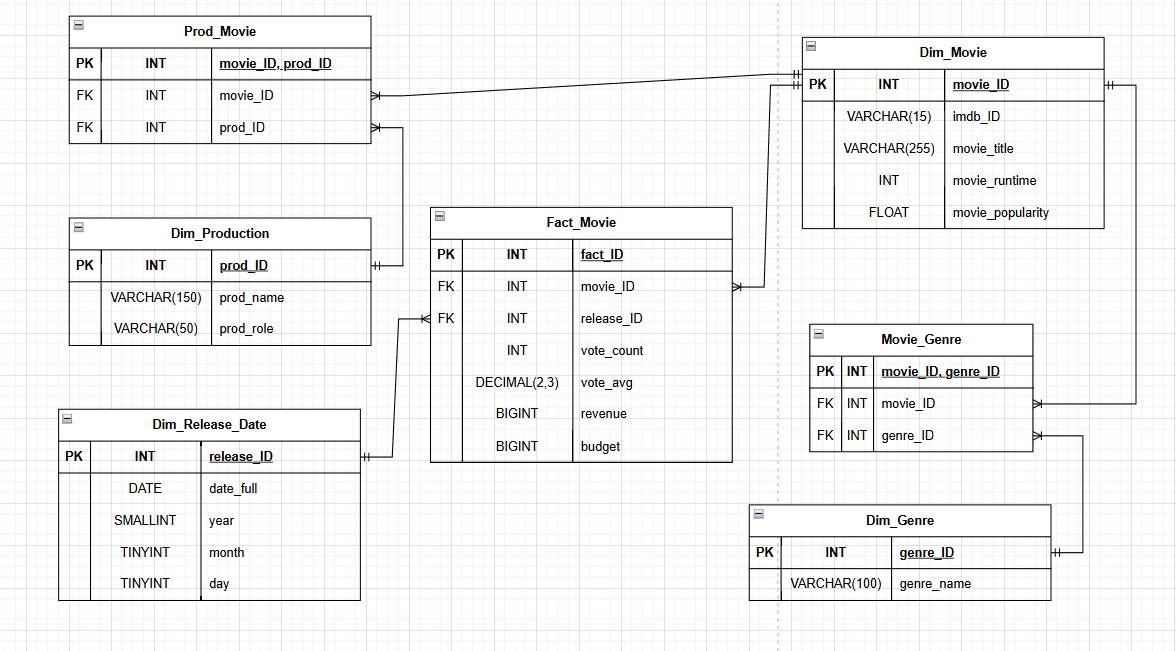 Prod_Movie
PK INT movie_ID, prod_ID
FK INT movie_ID
FK INT prod_ID
Dim_Movie
PK INT movie_ID
VARCHAR(15) imdb_ID
VARCHAR(255) movie_title
INT movie_runtime
FLOAT movie_popularity
Dim_Production
PK INT prod_ID
VARCHAR(150) prod_name
VARCHAR(50) prod_role
Fact_Movie
PK INT fact_ID
FK INT movie_ID
FK INT release_ID
INT vote_count
DECIMAL(2,3) vote_avg
BIGINT revenue
BIGINT budget
Movie_Genre
PK INT movie_ID, genre_ID
FK INT movie_ID
FK INT genre_ID
Dim_Release_Date
PK INT release_ID
DATE date_full
SMALLINT year
TINYINT month
TINYINT day
Dim_Genre
PK INT genre_ID
VARCHAR(100) genre_name